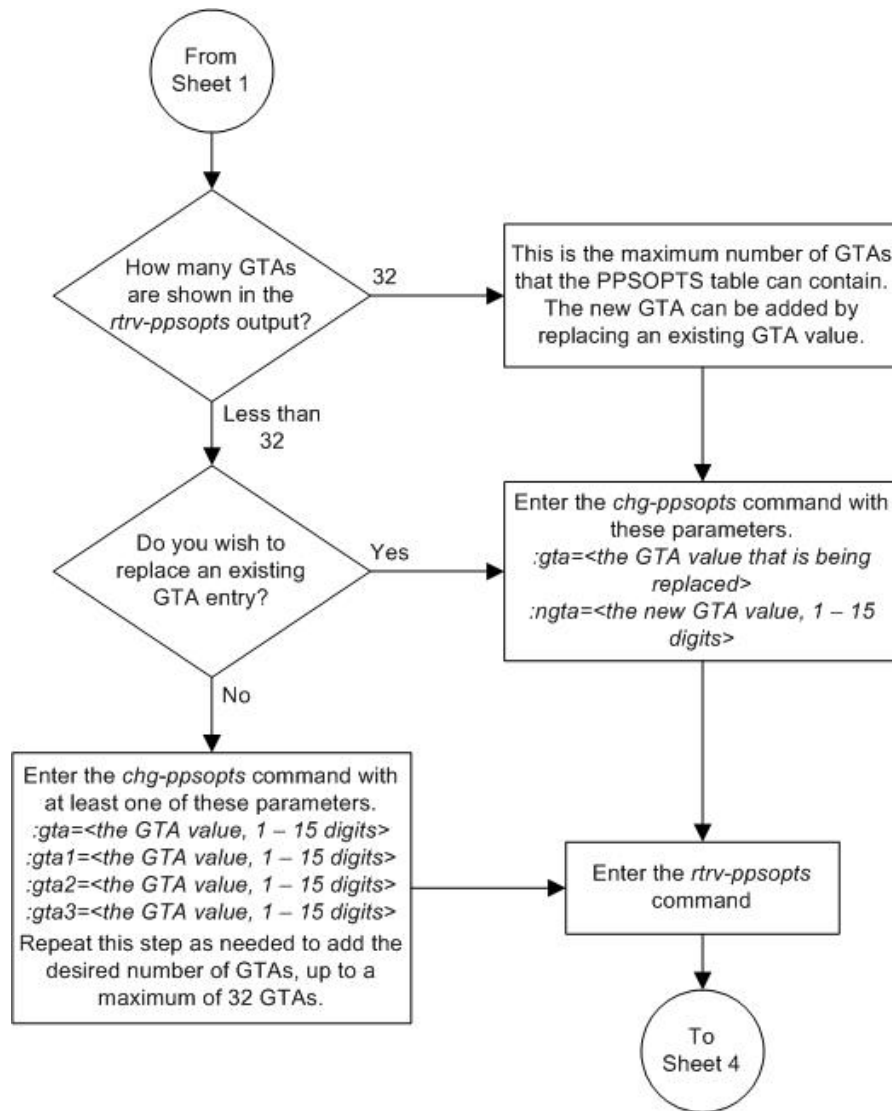 From
Sheet 1
How many GTAs
are shown in the
rtrv-ppsopts output?
32
This is the maximum number of GTAs
that the PPSOPTS table can contain.
The new GTA can be added by
replacing an existing GTA value.
Less than
32
Do you wish to
replace an existing
GTA entry?
Yes
Enter the chg-ppsopts command with
these parameters.
:gta=<the GTA value that is being
replaced>
:ngta=<the new GTA value, 1 – 15
digits>
No
Enter the chg-ppsopts command with
at least one of these parameters.
:gta=<the GTA value, 1 – 15 digits>
:gta1=<the GTA value, 1 – 15 digits>
:gta2=<the GTA value, 1 – 15 digits>
:gta3=<the GTA value, 1 – 15 digits>
Repeat this step as needed to add the
desired number of GTAs, up to a
maximum of 32 GTAs.
Enter the rtrv-ppsopts
command
To
Sheet 4